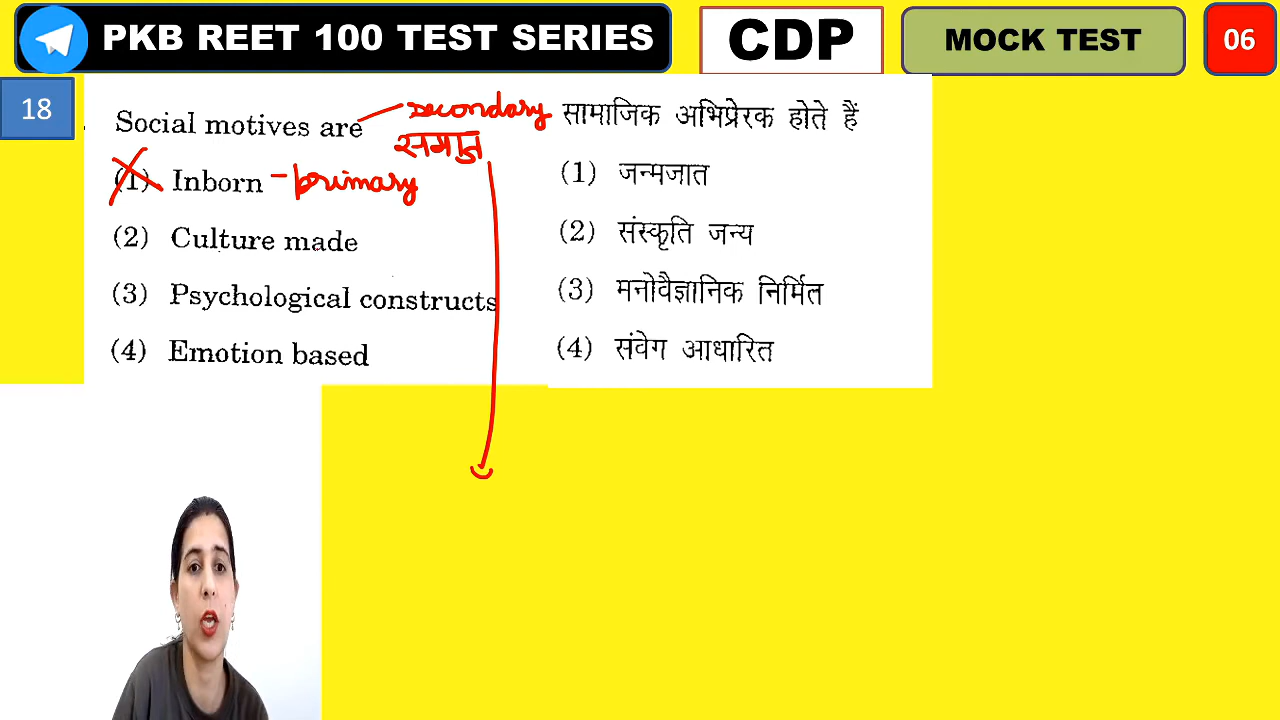 PKB REET 100 TEST SERIES
CDP
MOCK TEST
06
18
Social motives are
secondary
समाज
(1) Inborn - primary
(2) Culture made
(3) Psychological constructs
(4) Emotion based
सामाजिक अभिप्रेरक होते हैं
(1) जन्मजात
(2) संस्कृति जन्य
(3) मनोवैज्ञानिक निर्मित
(4) संवेग आधारित